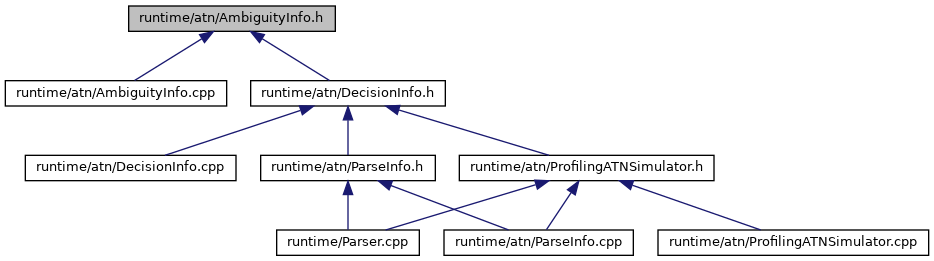 runtime/atn/AmbiguityInfo.h
runtime/atn/AmbiguityInfo.cpp
runtime/atn/DecisionInfo.h
runtime/atn/DecisionInfo.cpp
runtime/atn/ParseInfo.h
runtime/atn/ProfilingATNSimulator.h
runtime/Parser.cpp
runtime/atn/ParseInfo.cpp
runtime/atn/ProfilingATNSimulator.cpp